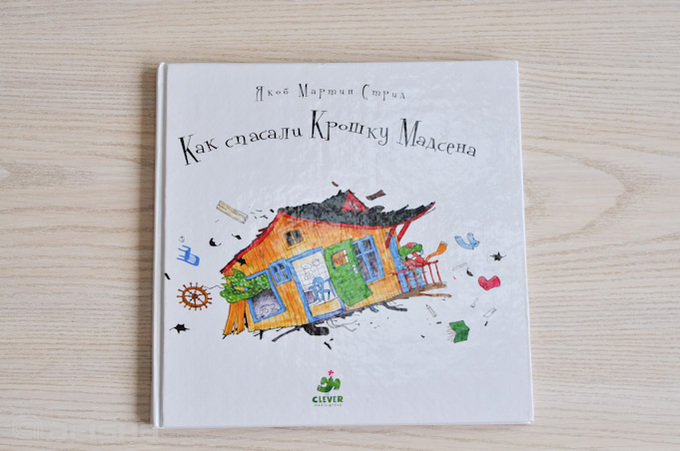 Якоб Мартин Стрид
Как спасали Крошку Мадсена
CLEVER